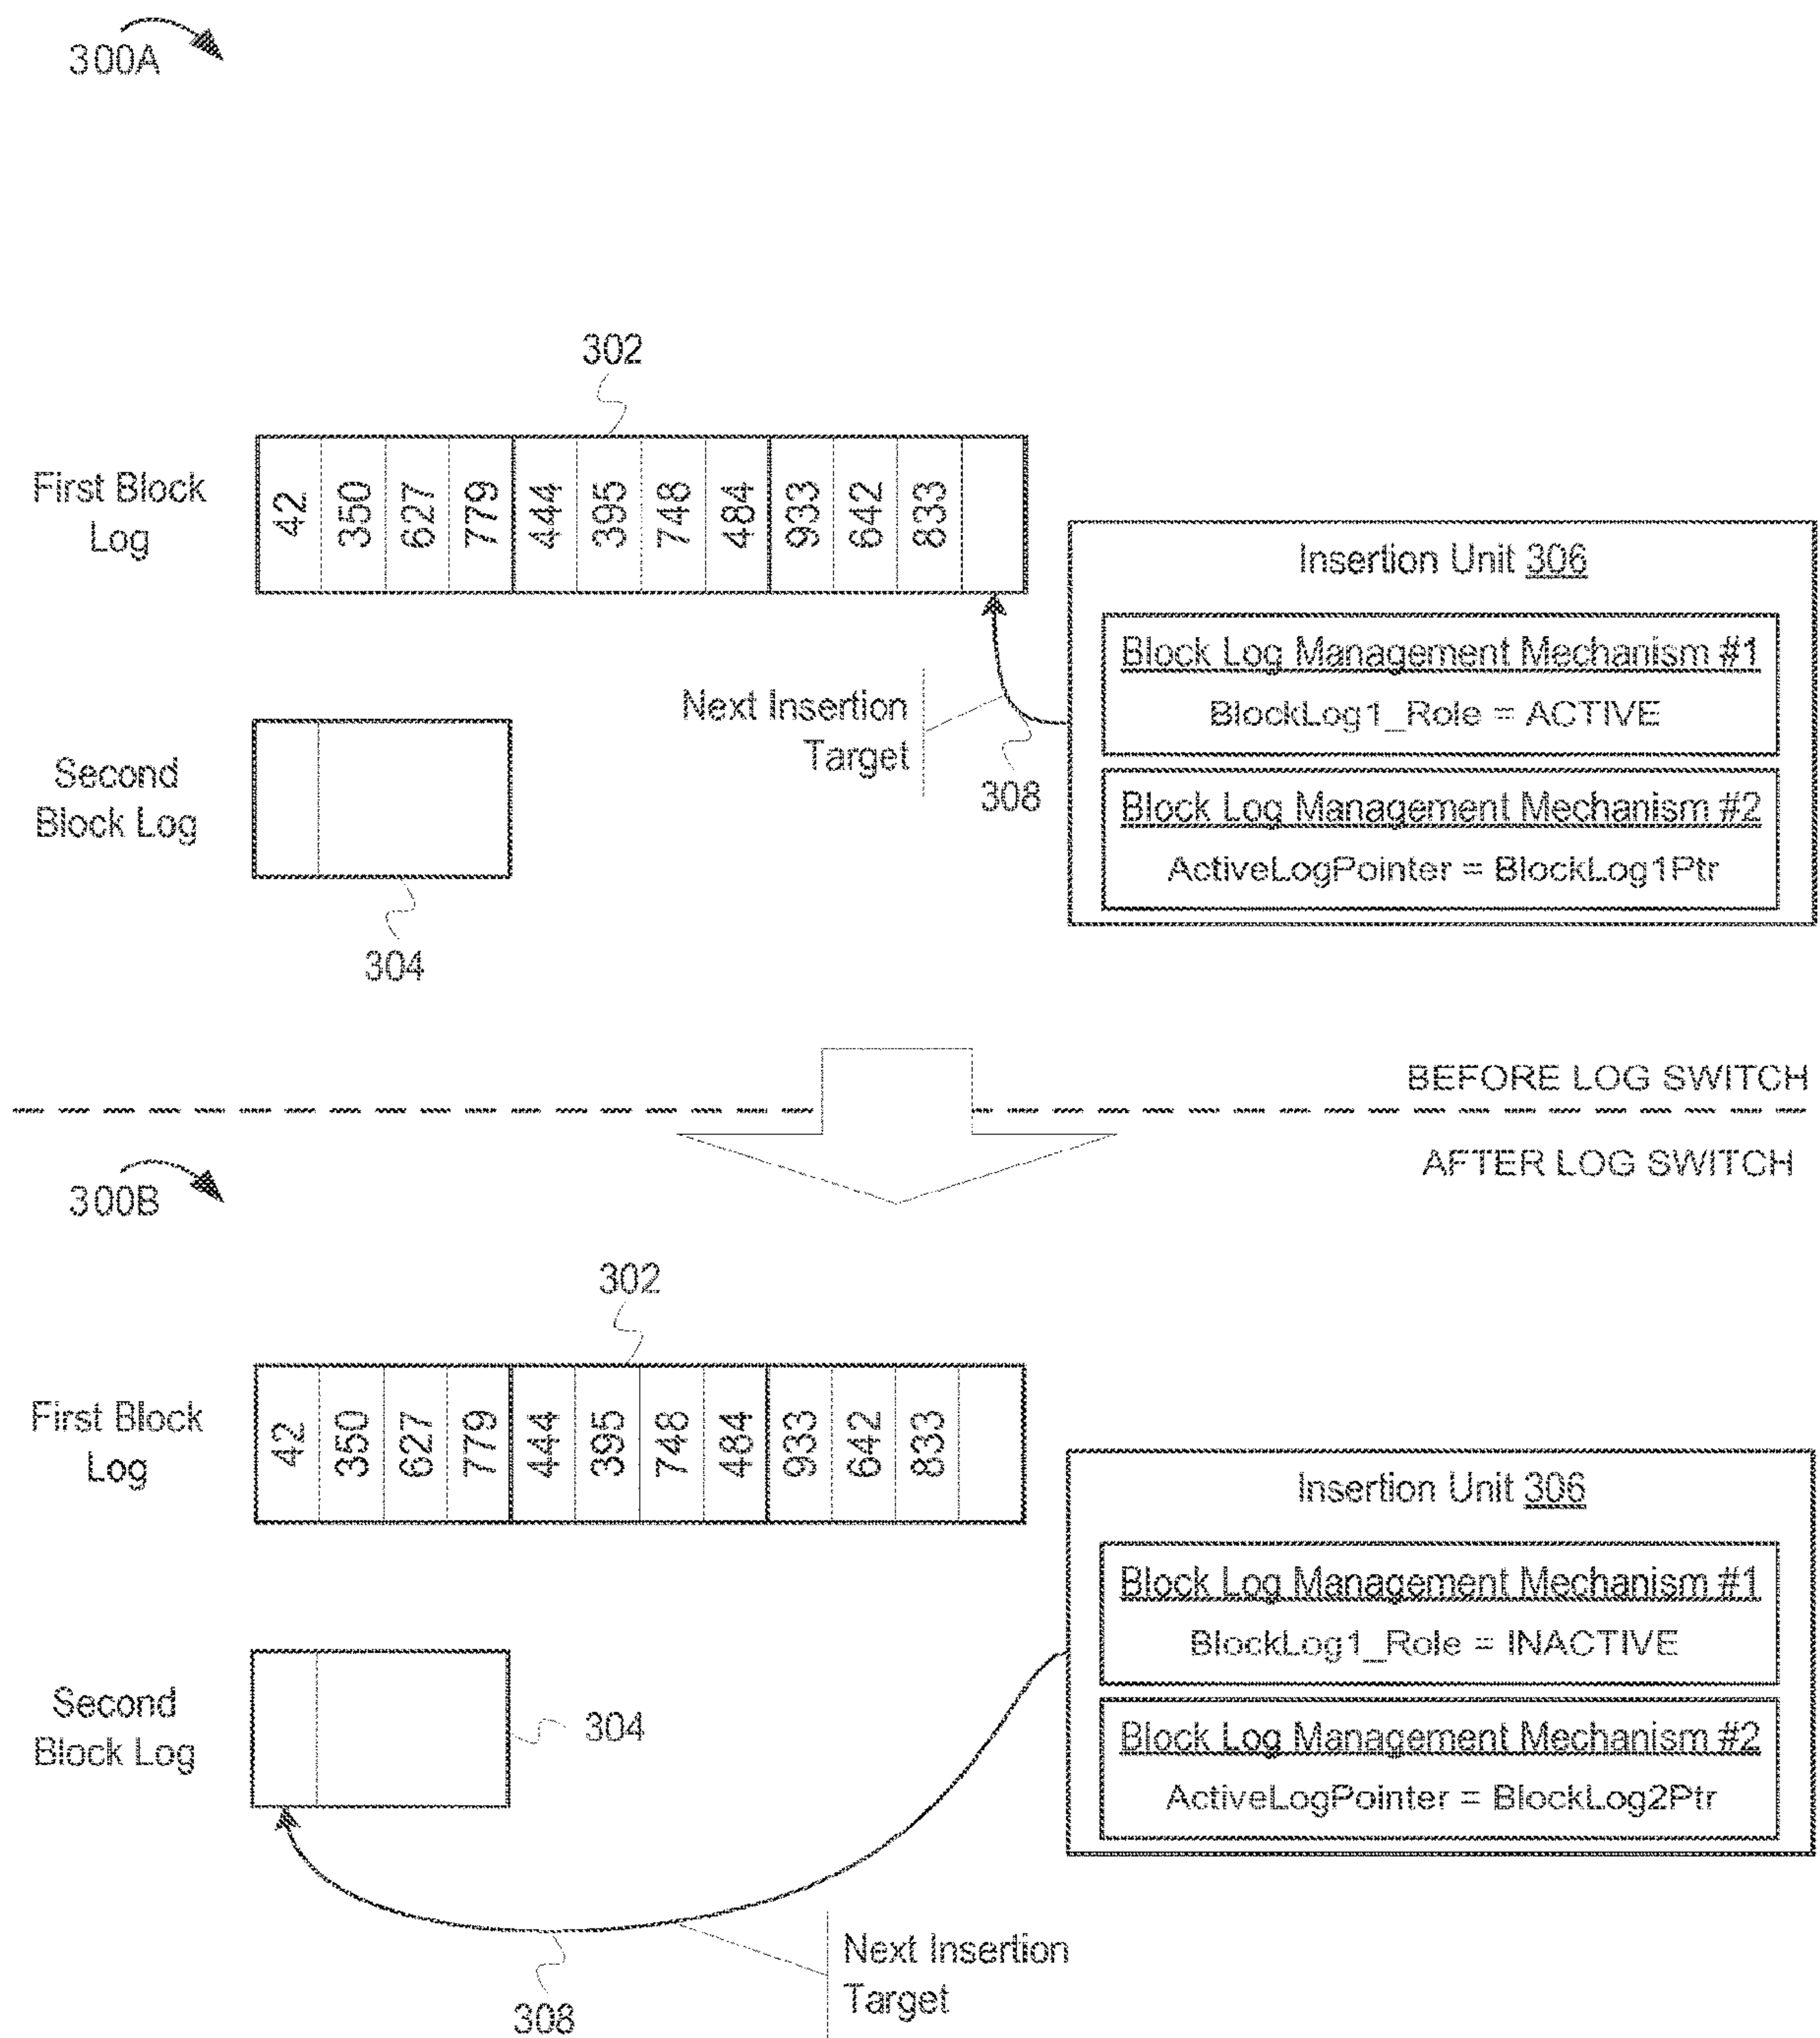 300A
302
First Block
Log
42 350 627 779 444 395 748 484 933 642 833
Insertion Unit 306
Block Log Management Mechanism #1
BlockLog1_Role = ACTIVE
Block Log Management Mechanism #2
ActiveLogPointer = BlockLog1Ptr
Next Insertion
Target
308
Second
Block Log
304
BEFORE LOG SWITCH
AFTER LOG SWITCH
300B
302
First Block
Log
42 350 627 779 444 395 748 484 933 642 833
Insertion Unit 306
Block Log Management Mechanism #1
BlockLog1_Role = INACTIVE
Block Log Management Mechanism #2
ActiveLogPointer = BlockLog2Ptr
Second
Block Log
304
Next Insertion
Target
308